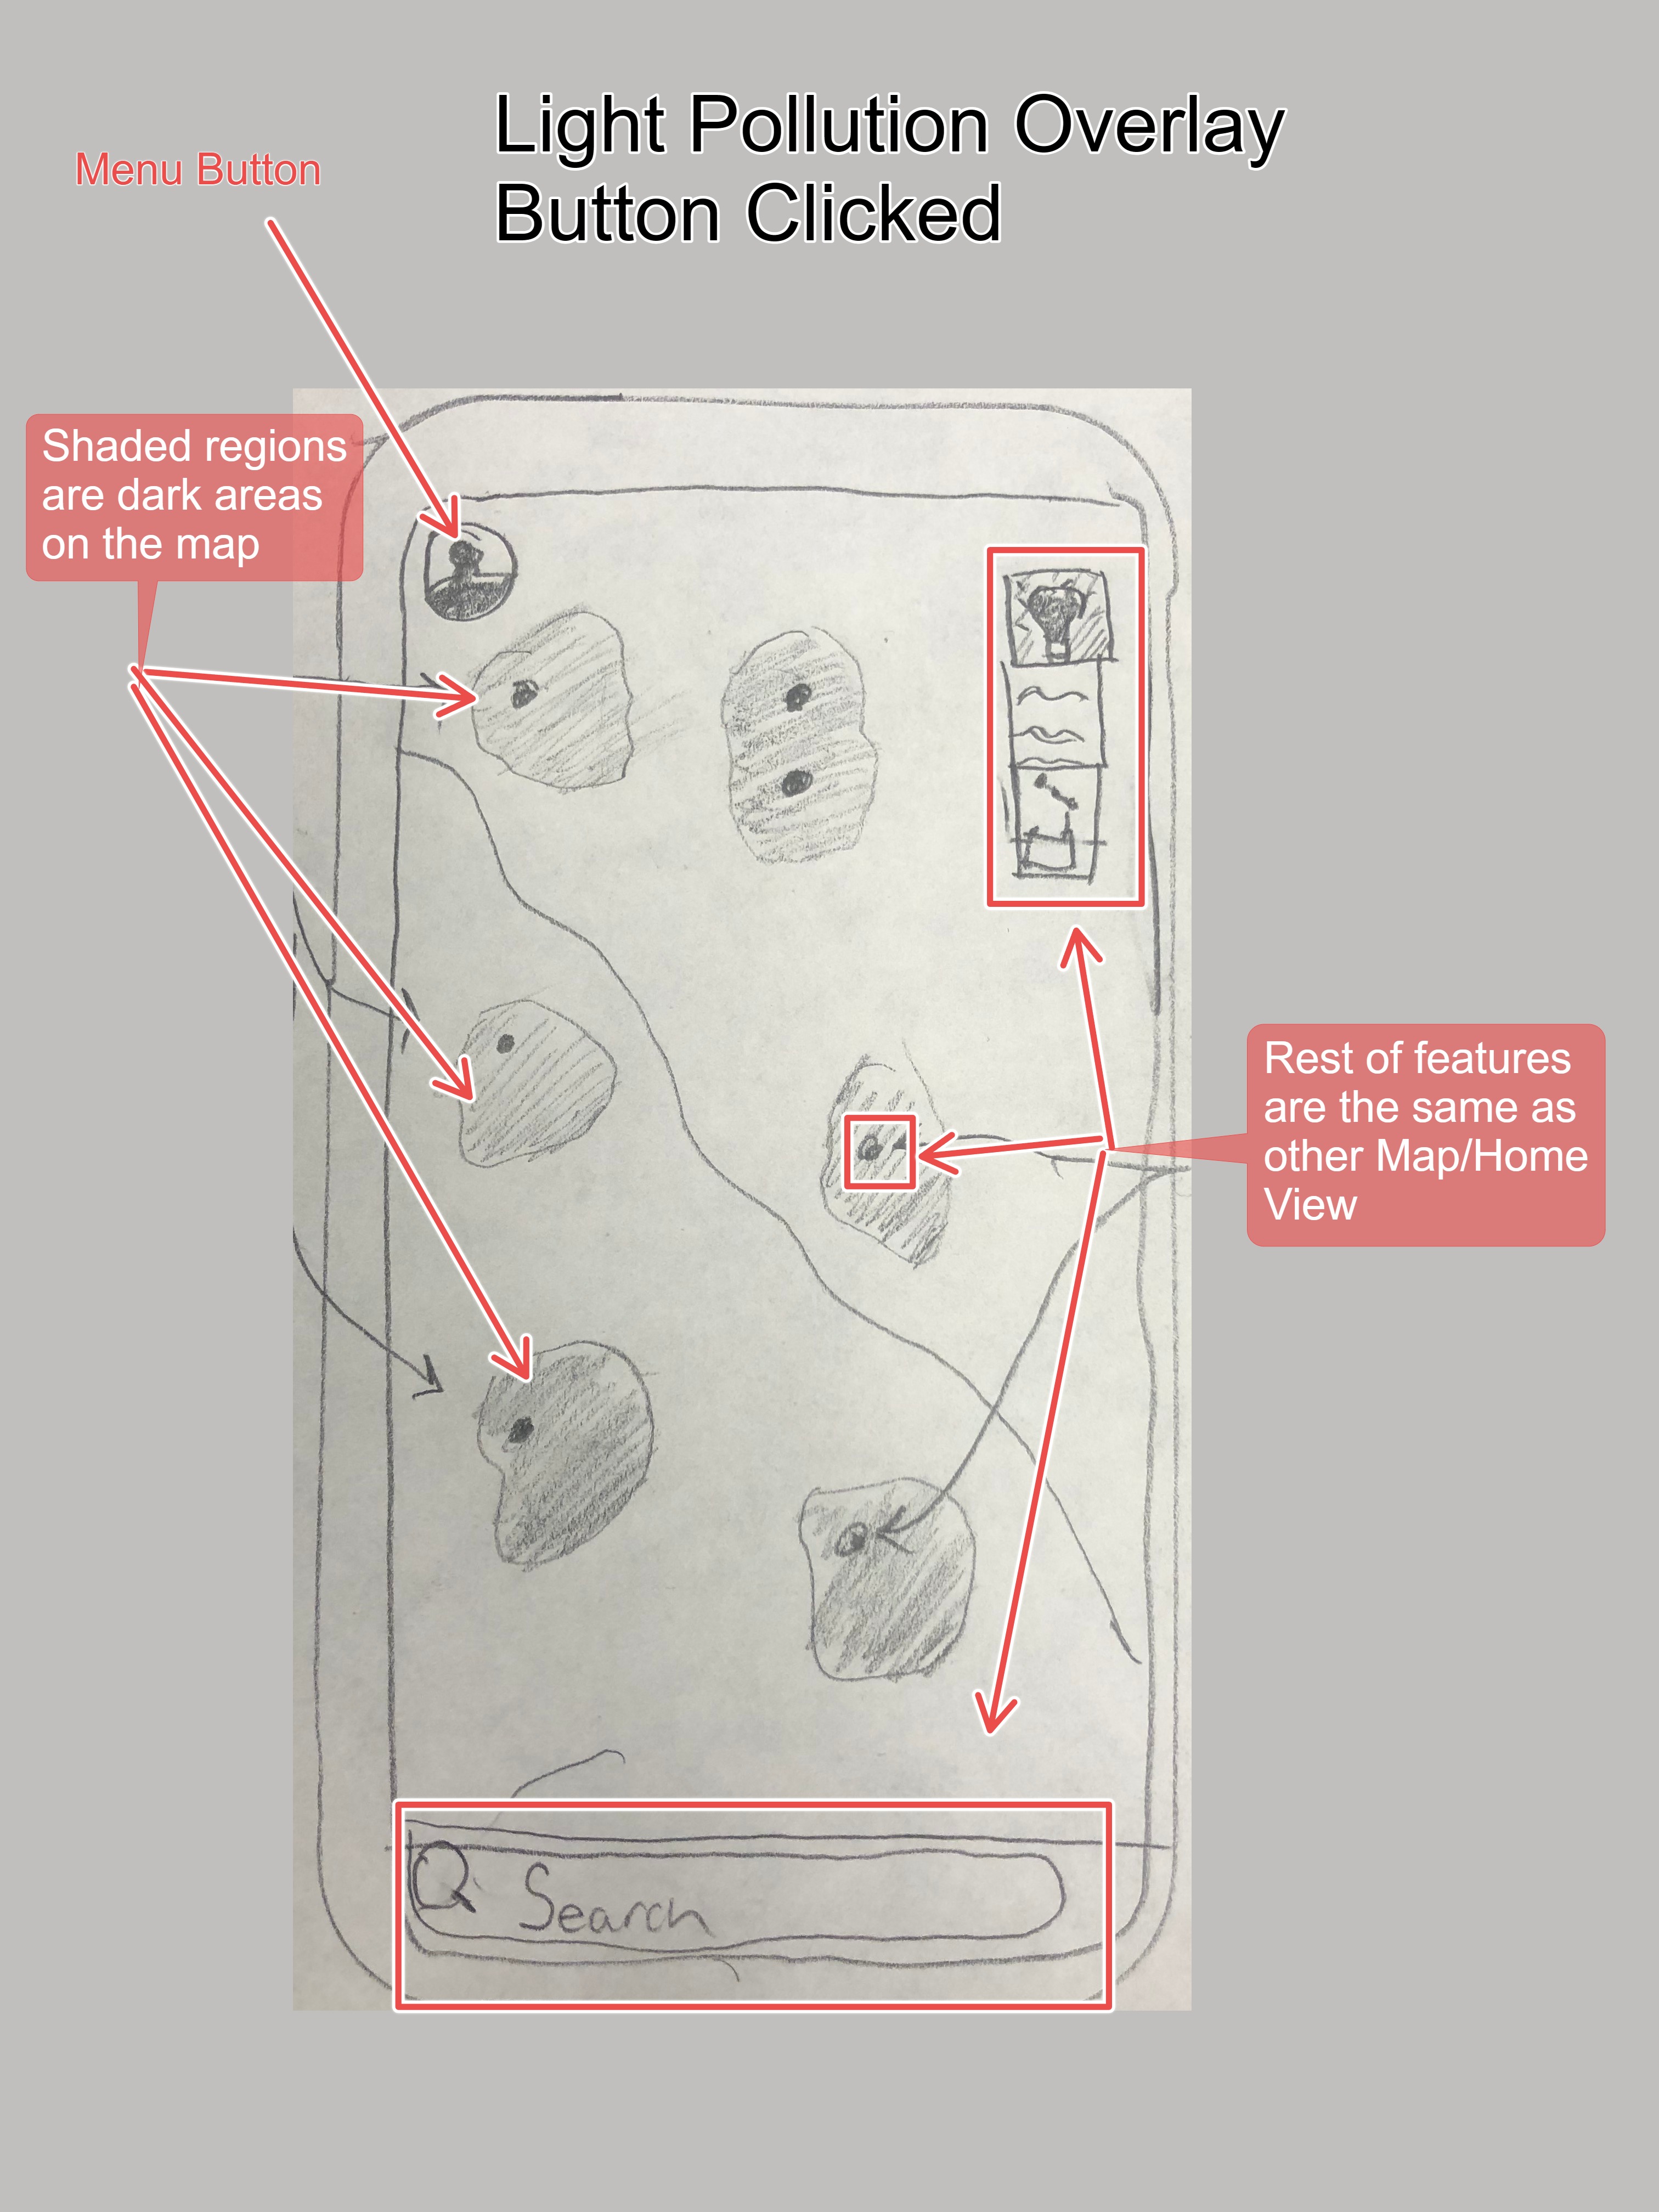 Light Pollution Overlay
Button Clicked
Menu Button
Shaded regions
are dark areas
on the map
Rest of features
are the same as
other Map/Home
View
Search